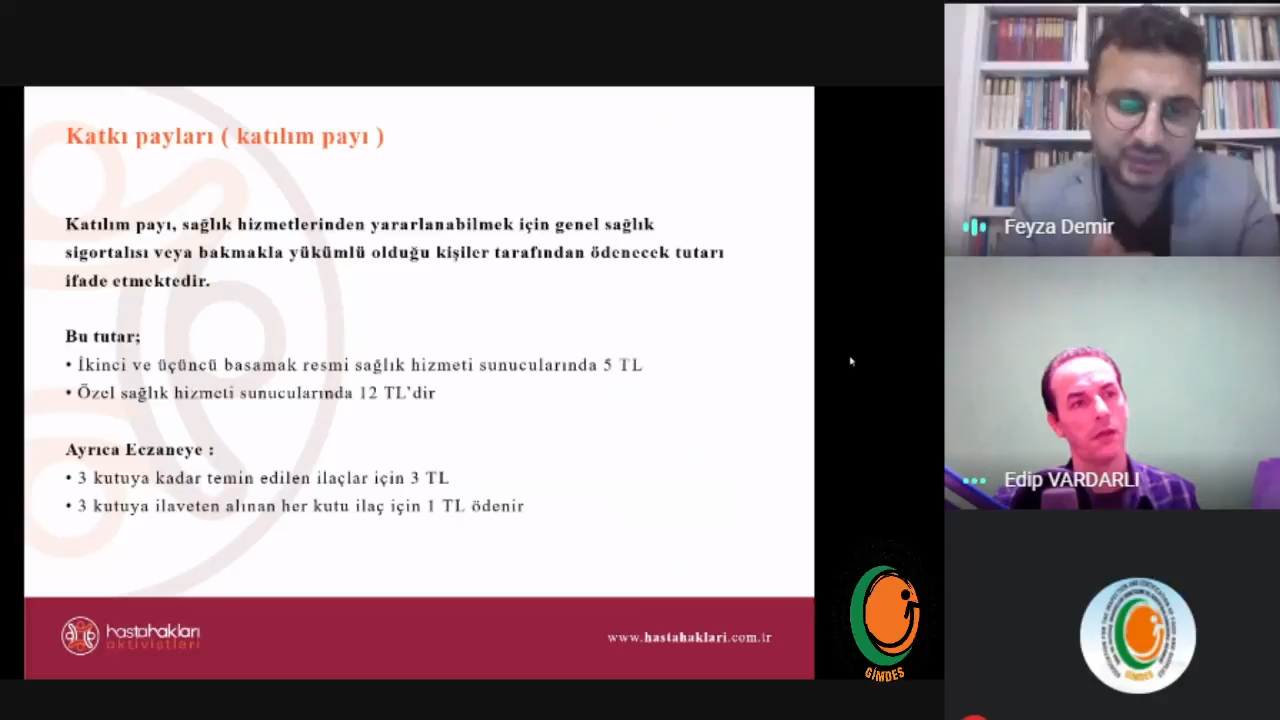 Katkı payları ( katılım payı )
Katılım payı, sağlık hizmetlerinden yararlanabilmek için genel sağlık
sigortalısı veya bakmakla yükümlü olduğu kişiler tarafından ödenecek tutarı
ifade etmektedir.
Bu tutar;
• İkinci ve üçüncü basamak resmi sağlık hizmeti sunucularında 5 TL
• Özel sağlık hizmeti sunucularında 12 TL’dir
Ayrıca Eczaneye :
• 3 kutuya kadar temin edilen ilaçlar için 3 TL
• 3 kutuya ilaveten alınan her kutu ilaç için 1 TL ödenir
hastahakları
aktivistleri
www.hastahaklari.com.tr
GİMDES
Feyza Demir
Edip VARDARLI
GİMDES